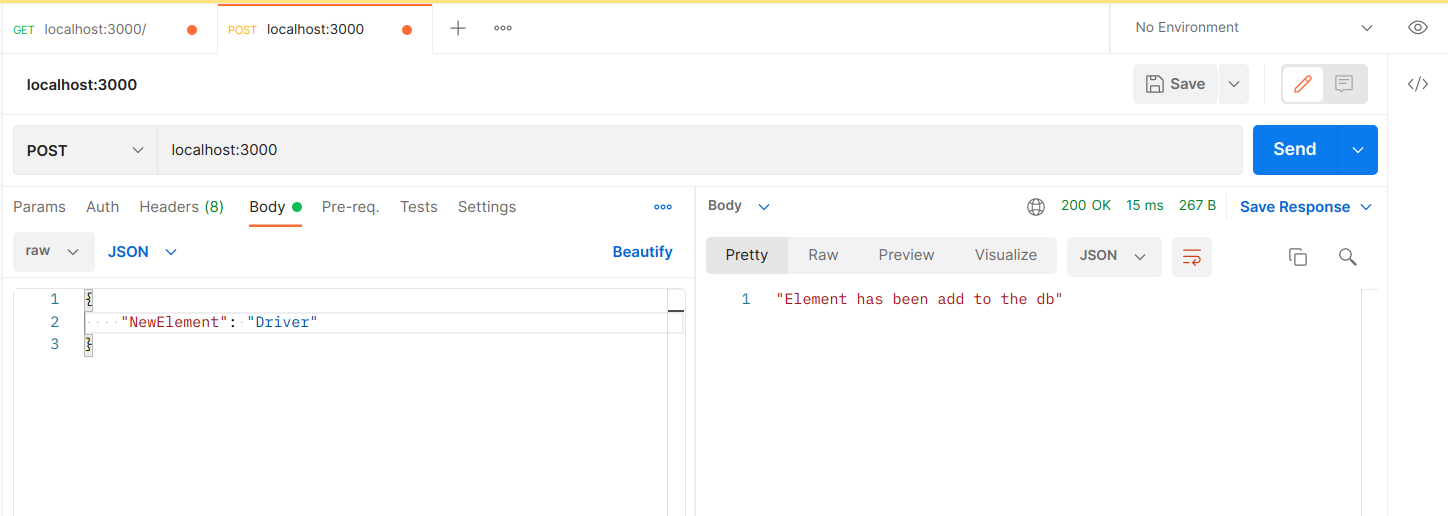 GET localhost:3000/ POST localhost:3000 No Environment
localhost:3000 Save
POST localhost:3000 Send
Params Auth Headers (8) Body Pre-req. Tests Settings
raw JSON Beautify
1 {
2 "NewElement": "Driver"
3 }
Body 200 OK 15 ms 267 B Save Response
Pretty Raw Preview Visualize JSON
1 "Element has been add to the db"